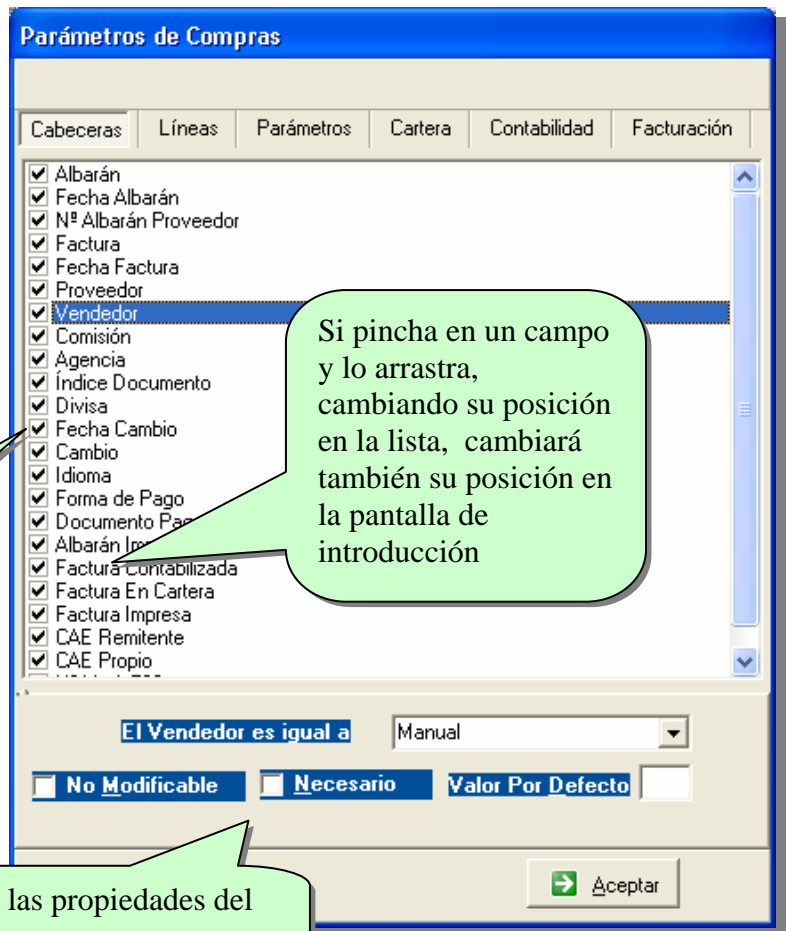 Parámetros de Compras
Cabeceras Líneas Parámetros Cartera Contabilidad Facturación
Albarán
Fecha Albarán
Nº Albarán Proveedor
Factura
Fecha Factura
Proveedor
Vendedor
Comisión
Agencia
Índice Documento
Divisa
Fecha Cambio
Cambio
Idioma
Forma de Pago
Documento
Albarán
Factura Contabilizada
Factura En Cartera
Factura Impresa
CAE Remitente
CAE Propio
Si pincha en un campo
y lo arrastra,
cambiando su posición
en la lista, cambiará
también su posición en
la pantalla de
introducción
El Vendedor es igual a Manual
No Modificable Necesario Valor Por Defecto
Aceptar
las propiedades del